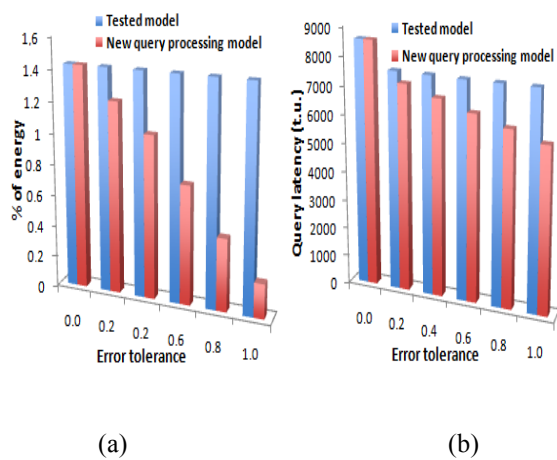 Tested model
New query processing model
% of energy
1,6
1.4
1.2
1
0.8
0.6
0.4
0.2
0
0.0 0.2 0.2 0.6 0.8 1.0
Error tolerance
(a)
Tested model
New query processing model
Query latency (t.u.)
9000
8000
7000
6000
5000
4000
3000
2000
1000
0
0.0 0.2 0.4 0.6 0.8 1.0
Error tolerance
(b)